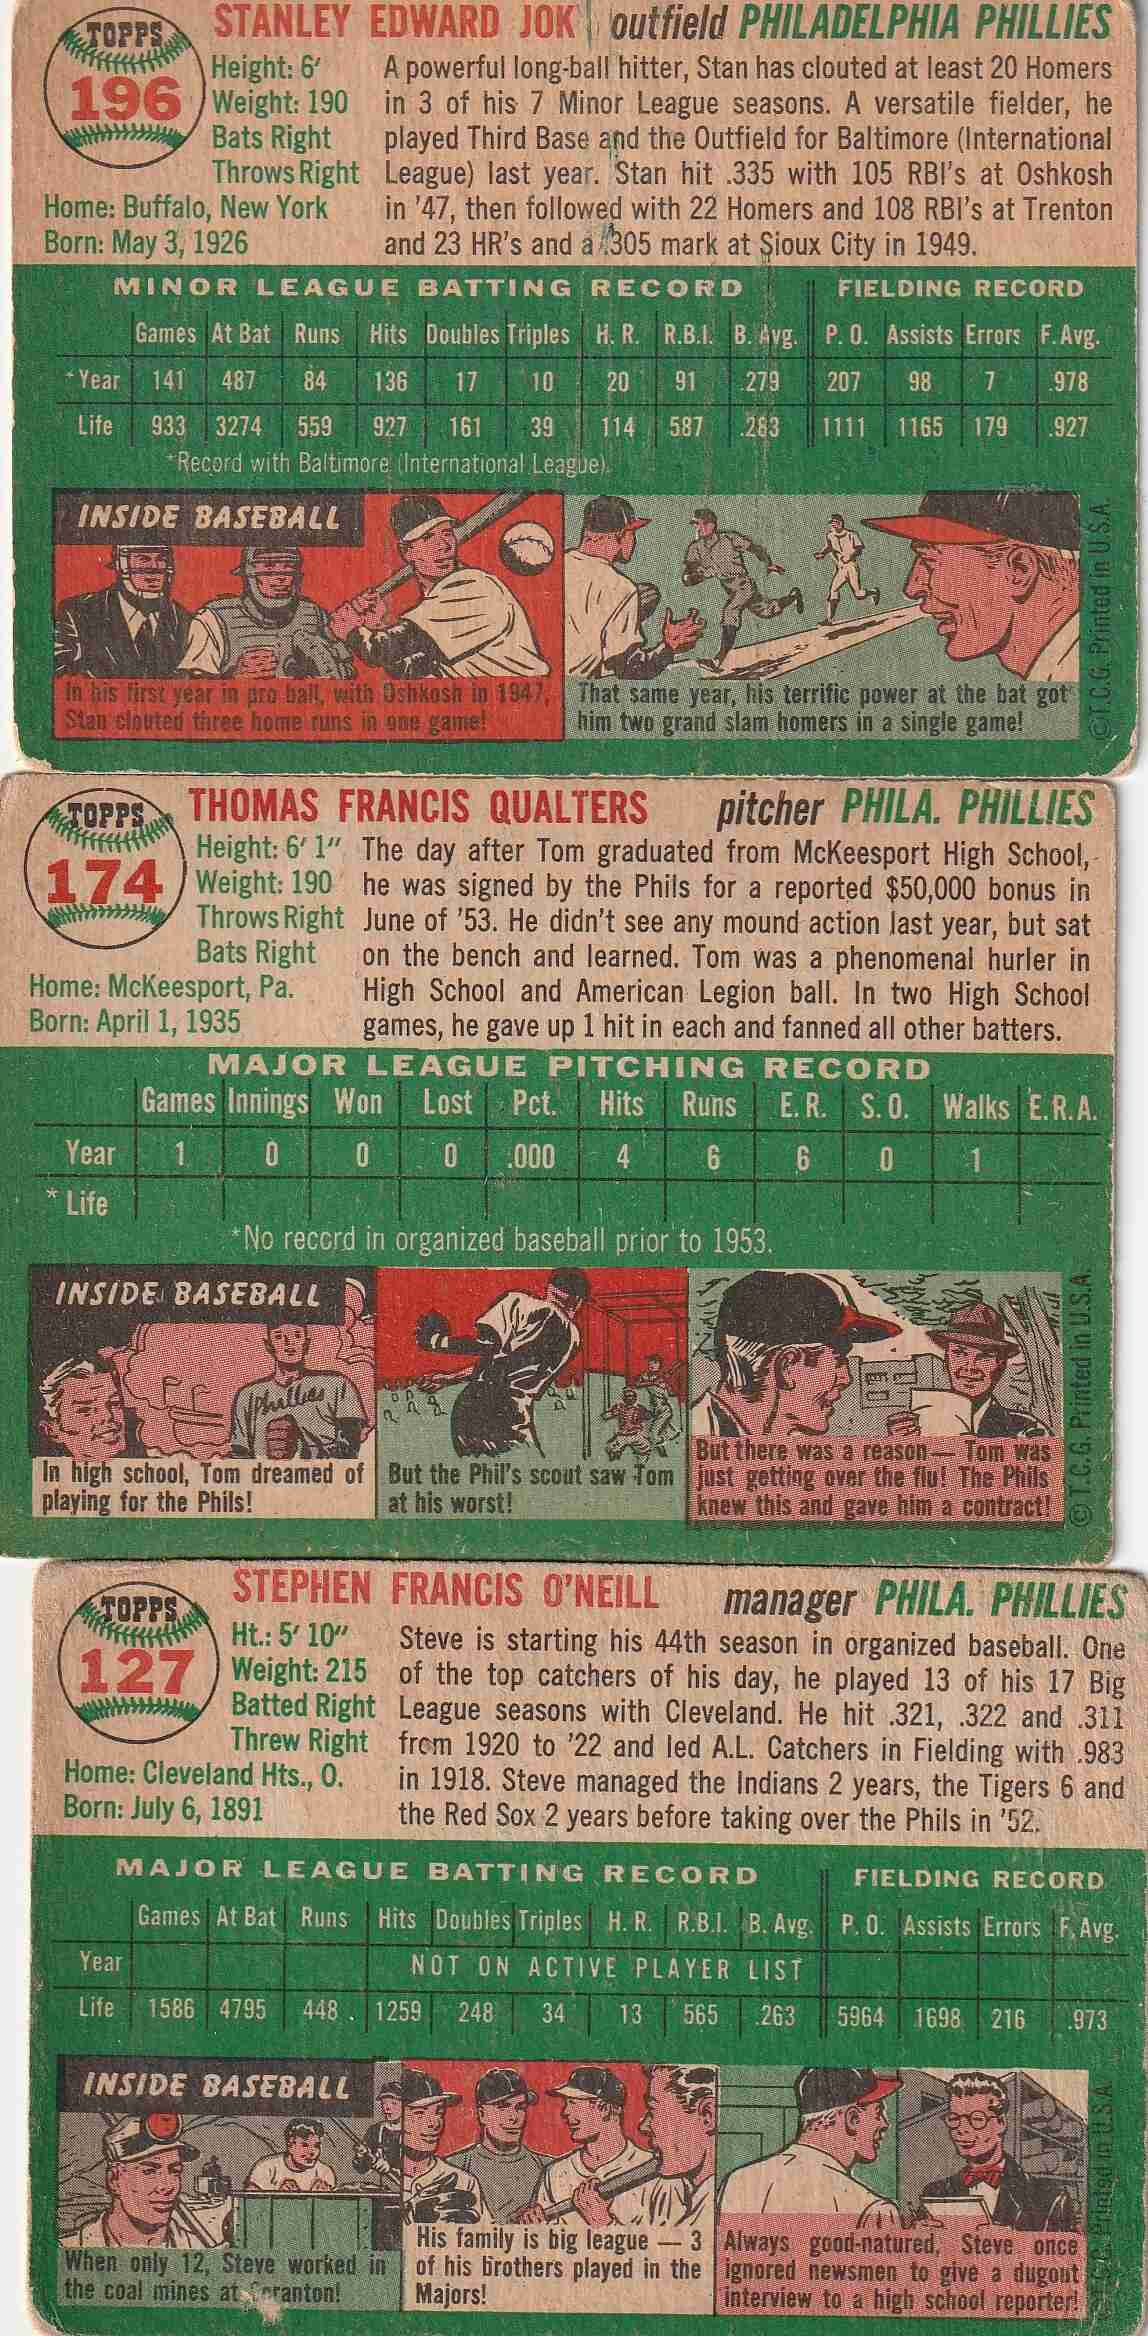 TOPPS
196
STANLEY EDWARD JOK outfield PHILADELPHIA PHILLIES
Height: 6'
Weight: 190
Bats Right
Throws Right
Home: Buffalo, New York
Born: May 3, 1926
A powerful long-ball hitter, Stan has clouted at least 20 Homers
in 3 of his 7 Minor League seasons. A versatile fielder, he
played Third Base and the Outfield for Baltimore (International
League) last year. Stan hit .335 with 105 RBI's at Oshkosh
in '47, then followed with 22 Homers and 108 RBI's at Trenton
and 23 HR's and a .305 mark at Sioux City in 1949.
MINOR LEAGUE BATTING RECORD FIELDING RECORD
Games At Bat Runs Hits Doubles Triples H. R. R.B.I. B. Avg. P. O. Assists Errors F. Avg.
*Year 141 487 84 136 17 10 20 91 .279 207 98 7 .978
Life 933 3274 559 927 161 39 114 587 .283 1111 1165 179 .927
*Record with Baltimore (International League).
INSIDE BASEBALL
In his first year in pro ball, with Oshkosh in 1947,
Stan clouted three home runs in one game!
That same year, his terrific power at the bat got
him two grand slam homers in a single game!
© T.C.G. Printed in U.S.A.
TOPPS
174
THOMAS FRANCIS QUALTERS pitcher PHILA. PHILLIES
Height: 6' 1"
Weight: 190
Throws Right
Bats Right
Home: McKeesport, Pa.
Born: April 1, 1935
The day after Tom graduated from McKeesport High School,
he was signed by the Phils for a reported $50,000 bonus in
June of '53. He didn't see any mound action last year, but sat
on the bench and learned. Tom was a phenomenal hurler in
High School and American Legion ball. In two High School
games, he gave up 1 hit in each and fanned all other batters.
MAJOR LEAGUE PITCHING RECORD
Games Innings Won Lost Pct. Hits Runs E. R. S. O. Walks E.R.A.
Year 1 0 0 0 .000 4 6 6 0 1
* Life
*No record in organized baseball prior to 1953.
INSIDE BASEBALL
Phillies
In high school, Tom dreamed of
playing for the Phils!
But the Phil's scout saw Tom
at his worst!
But there was a reason— Tom was
just getting over the flu! The Phils
knew this and gave him a contract!
© T.C.G. Printed in U.S.A.
TOPPS
127
STEPHEN FRANCIS O'NEILL manager PHILA. PHILLIES
Ht.: 5' 10"
Weight: 215
Batted Right
Threw Right
Home: Cleveland Hts., O.
Born: July 6, 1891
Steve is starting his 44th season in organized baseball. One
of the top catchers of his day, he played 13 of his 17 Big
League seasons with Cleveland. He hit .321, .322 and .311
from 1920 to '22 and led A.L. Catchers in Fielding with .983
in 1918. Steve managed the Indians 2 years, the Tigers 6 and
the Red Sox 2 years before taking over the Phils in '52.
MAJOR LEAGUE BATTING RECORD FIELDING RECORD
Games At Bat Runs Hits Doubles Triples H. R. R.B.I. B. Avg. P. O. Assists Errors F. Avg.
Year NOT ON ACTIVE PLAYER LIST
Life 1586 4795 448 1259 248 34 13 565 .263 5964 1698 216 .973
INSIDE BASEBALL
When only 12, Steve worked in
the coal mines at Scranton!
His family is big league — 3
of his brothers played in the
Majors!
Always good-natured, Steve once
ignored newsmen to give a dugout
interview to a high school reporter!
© T.C.G. Printed in U.S.A.